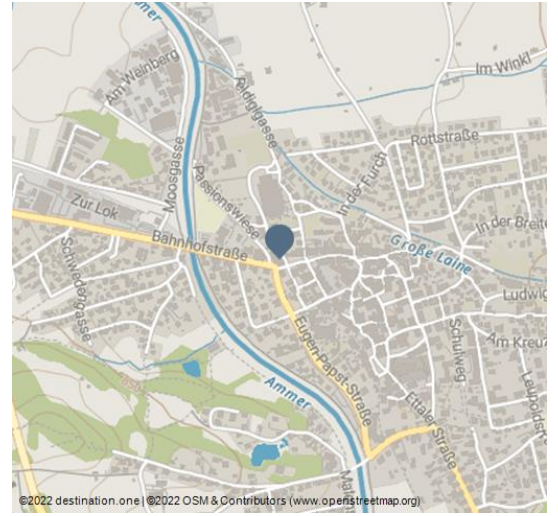 Ammer
Im Winkl
Am Weinberg
Pidiglgasse
Rottstraße
Moosgasse
Passionswiese
In der Furch
Zur Lok
In der Breite
Bahnhofstraße
Große Laine
Schwedengasse
Ludwig
Eugen-Papst-Straße
Am Kreuz
Schulweg
Ammer
Ettaler Straße
©2022 destination.one | ©2022 OSM & Contributors (www.openstreetmap.org)